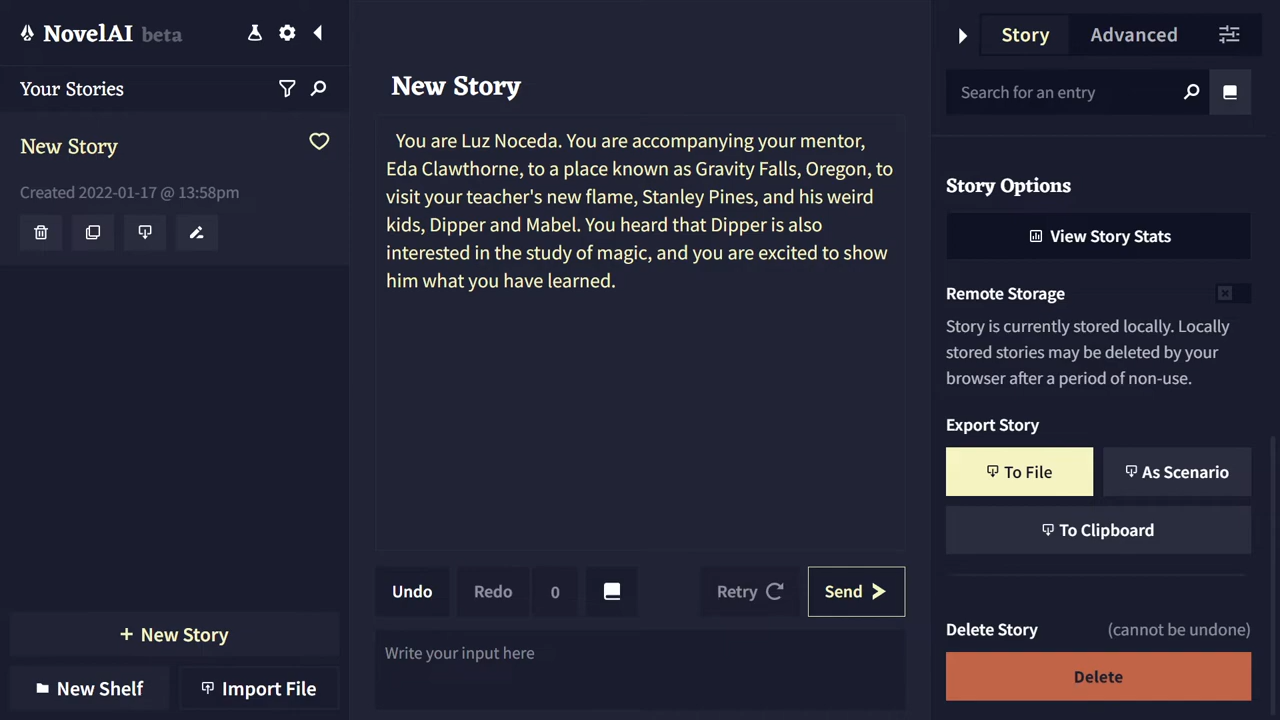 NovelAI beta
Your Stories
New Story
Created 2022-01-17 @ 13:58pm
+ New Story
New Shelf
Import File
New Story
You are Luz Noceda. You are accompanying your mentor,
Eda Clawthorne, to a place known as Gravity Falls, Oregon, to
visit your teacher's new flame, Stanley Pines, and his weird
kids, Dipper and Mabel. You heard that Dipper is also
interested in the study of magic, and you are excited to show
him what you have learned.
Undo
Redo
0
Retry
Send
Write your input here
Story
Advanced
Search for an entry
Story Options
View Story Stats
Remote Storage
Story is currently stored locally. Locally
stored stories may be deleted by your
browser after a period of non-use.
Export Story
To File
As Scenario
To Clipboard
Delete Story (cannot be undone)
Delete